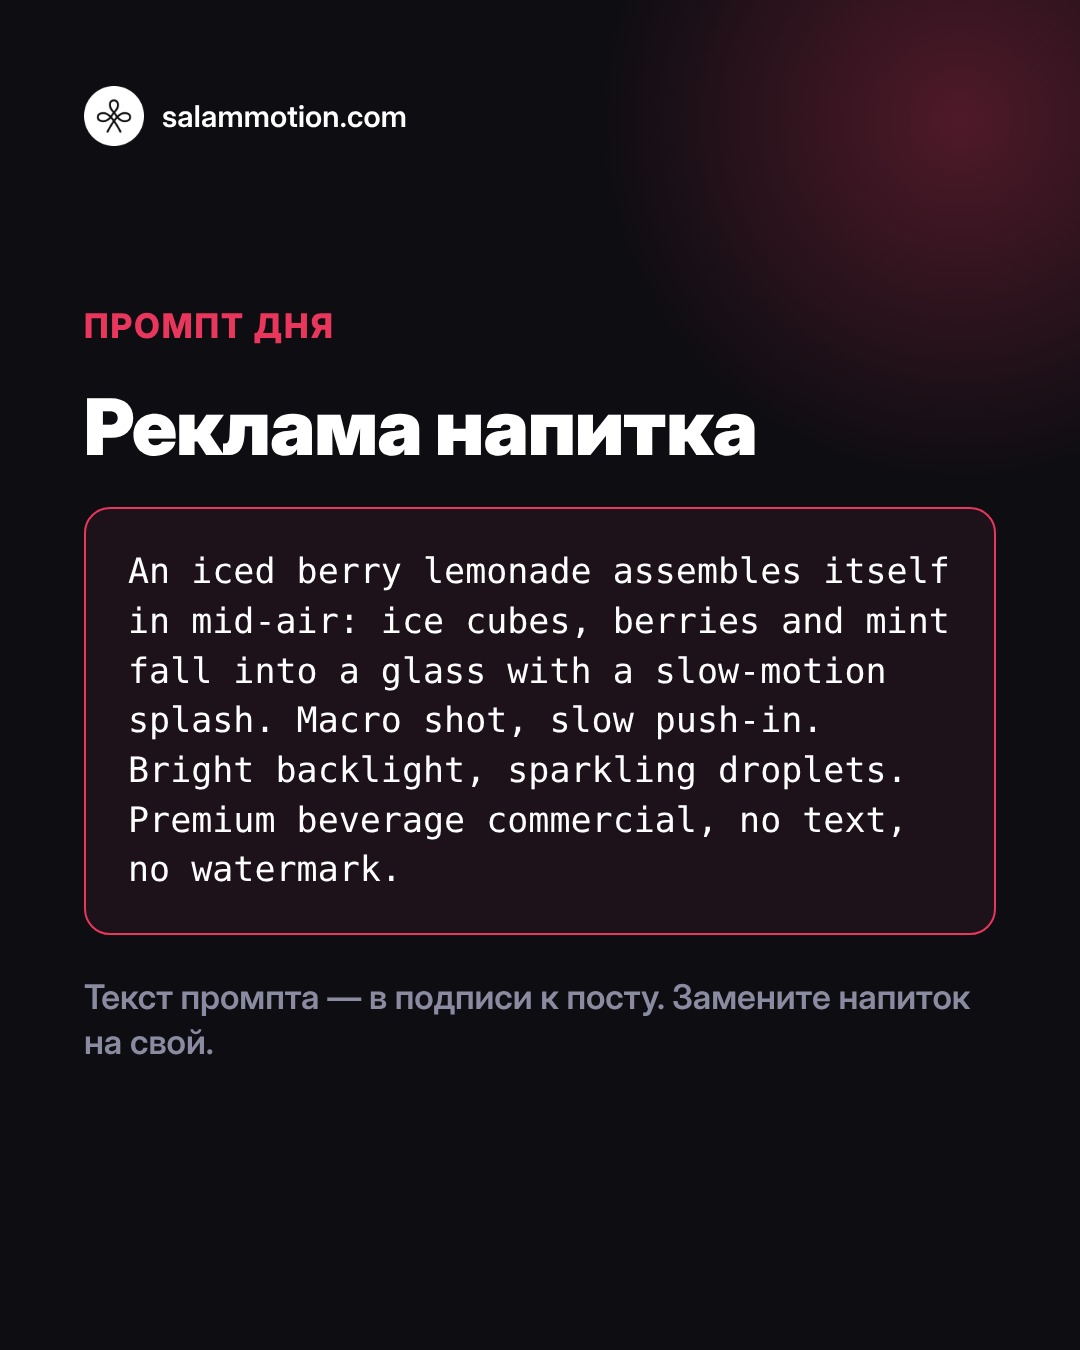 salammotion.com
ПРОМПТ ДНЯ
Реклама напитка
An iced berry lemonade assembles itself
in mid-air: ice cubes, berries and mint
fall into a glass with a slow-motion
splash. Macro shot, slow push-in.
Bright backlight, sparkling droplets.
Premium beverage commercial, no text,
no watermark.
Текст промпта — в подписи к посту. Замените напиток
на свой.